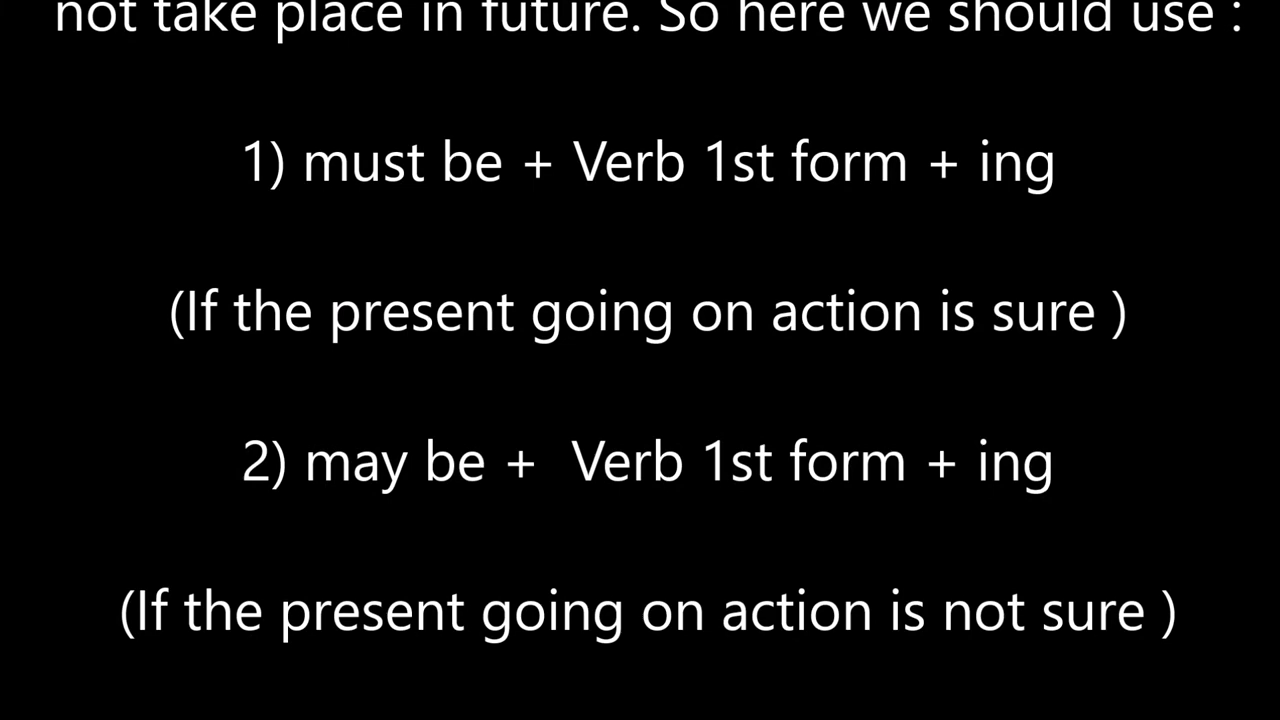 not take place in future. So here we should use :
1) must be + Verb 1st form + ing
(If the present going on action is sure )
2) may be +  Verb 1st form + ing
(If the present going on action is not sure )